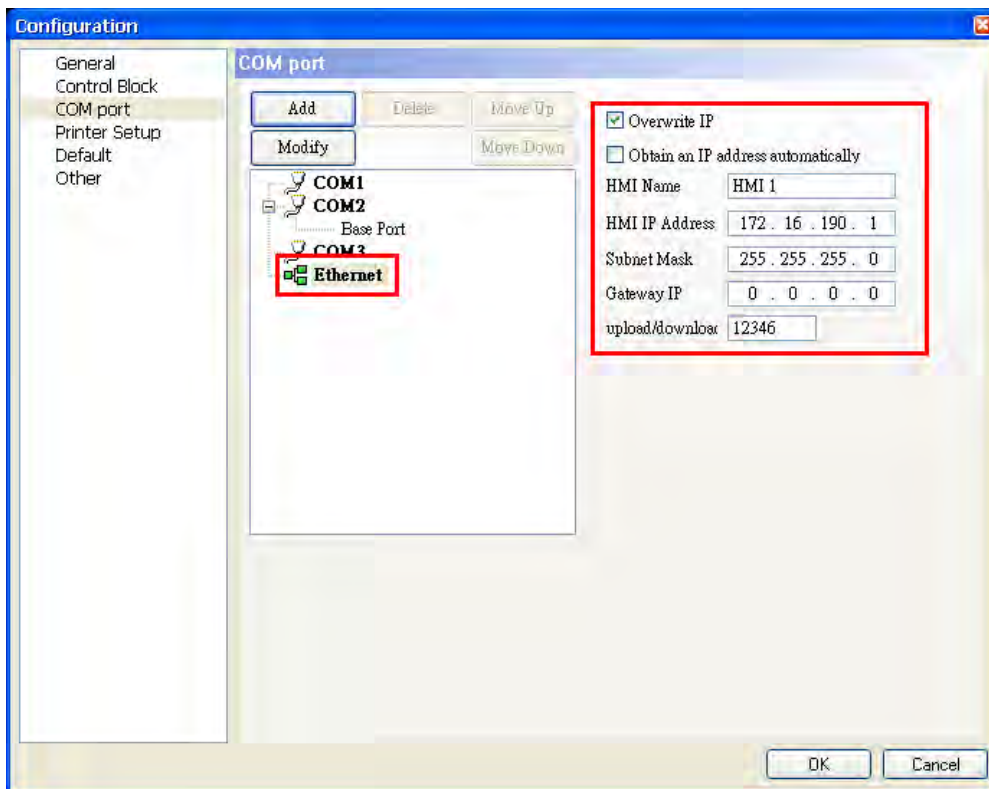 Configuration
General
Control Block
COM port
Printer Setup
Default
Other
COM port
Add Delete Move Up
Modify Move Down
COM1
COM2
Base Port
COM3
Ethernet
Overwrite IP
Obtain an IP address automatically
HMI Name HMI 1
HMI IP Address 172 . 16 . 190 . 1
Subnet Mask 255 . 255 . 255 . 0
Gateway IP 0 . 0 . 0 . 0
upload/downloa 12346
OK Cancel